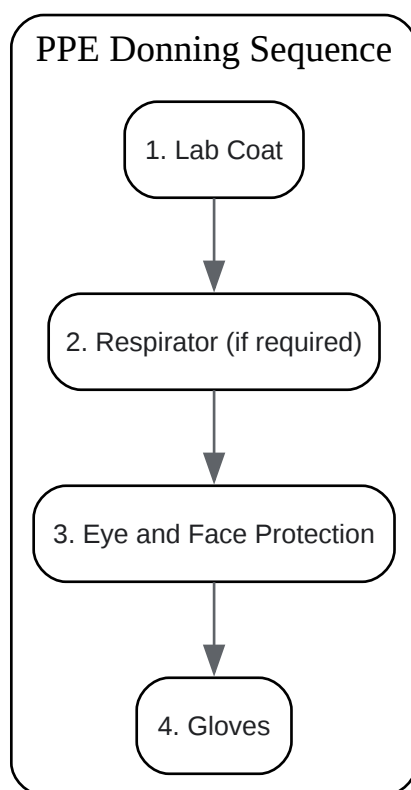 PPE Donning Sequence
1. Lab Coat
2. Respirator (if required)
3. Eye and Face Protection
4. Gloves